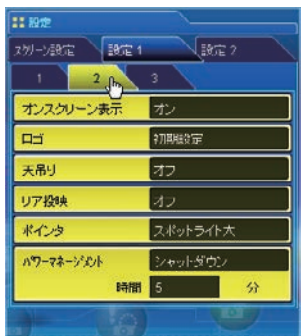 設定
スクリーン設定 設定 1 設定 2
1 2 3
オンスクリーン表示 オン
ロゴ 初期設定
天吊り オフ
リア投映 オフ
ポインタ スポットライト大
パワーマネージメント シャットダウン
時間 5 分